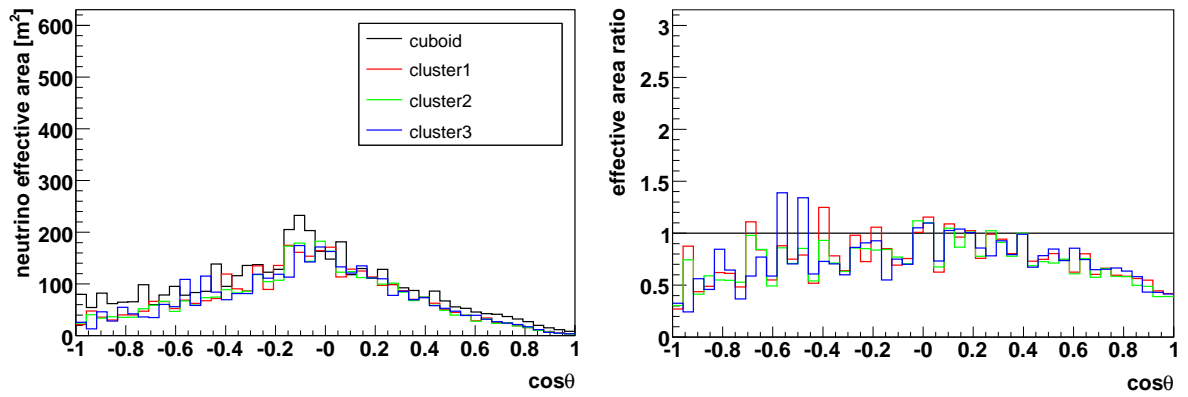 neutrino effective area [m²]
600
500
400
300
200
100
0
cuboid
cluster1
cluster2
cluster3
-1 -0.8 -0.6 -0.4 -0.2 -0 0.2 0.4 0.6 0.8 1
cosθ
effective area ratio
3
2.5
2
1.5
1
0.5
0
-1 -0.8 -0.6 -0.4 -0.2 -0 0.2 0.4 0.6 0.8 1
cosθ